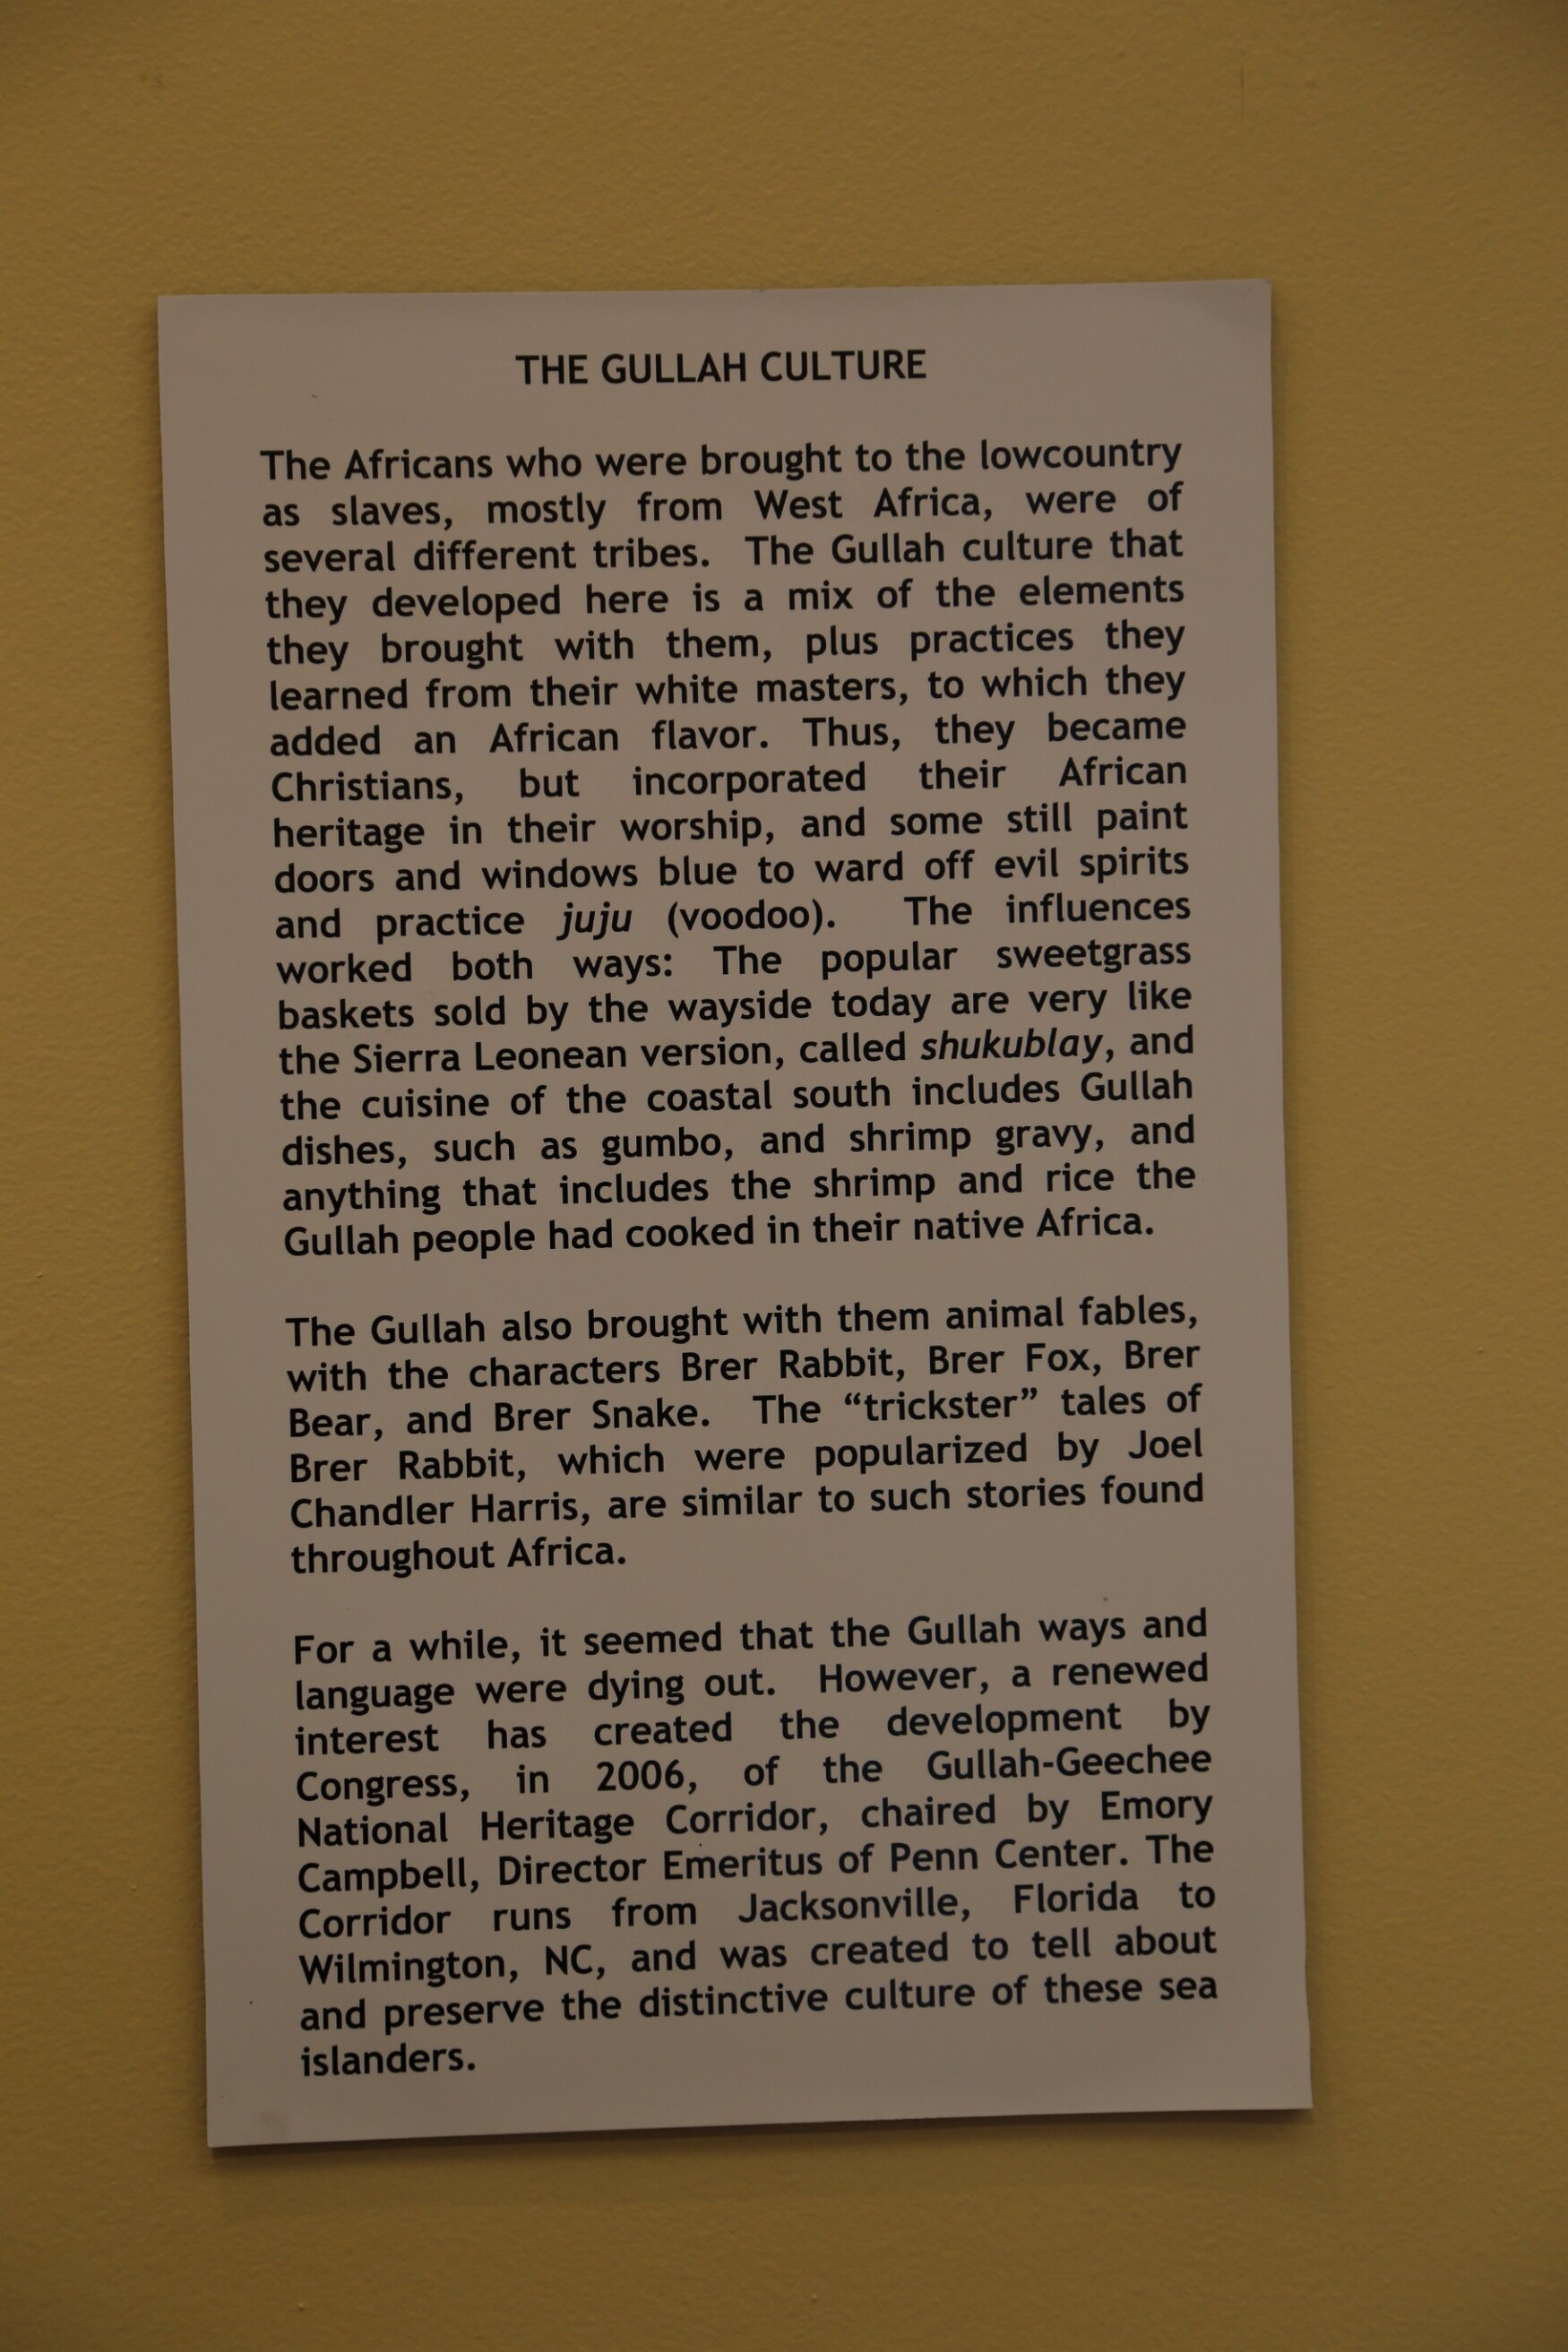 THE GULLAH CULTURE
The Africans who were brought to the lowcountry
as slaves, mostly from West Africa, were of
several different tribes. The Gullah culture that
they developed here is a mix of the elements
they brought with them, plus practices they
learned from their white masters, to which they
added an African flavor. Thus, they became
Christians, but incorporated their African
heritage in their worship, and some still paint
doors and windows blue to ward off evil spirits
and practice juju (voodoo). The influences
worked both ways: The popular sweetgrass
baskets sold by the wayside today are very like
the Sierra Leonean version, called shukublay, and
the cuisine of the coastal south includes Gullah
dishes, such as gumbo, and shrimp gravy, and
anything that includes the shrimp and rice the
Gullah people had cooked in their native Africa.
The Gullah also brought with them animal fables,
with the characters Brer Rabbit, Brer Fox, Brer
Bear, and Brer Snake. The “trickster” tales of
Brer Rabbit, which were popularized by Joel
Chandler Harris, are similar to such stories found
throughout Africa.
For a while, it seemed that the Gullah ways and
language were dying out. However, a renewed
interest has created the development by
Congress, in 2006, of the Gullah-Geechee
National Heritage Corridor, chaired by Emory
Campbell, Director Emeritus of Penn Center. The
Corridor runs from Jacksonville, Florida to
Wilmington, NC, and was created to tell about
and preserve the distinctive culture of these sea
islanders.